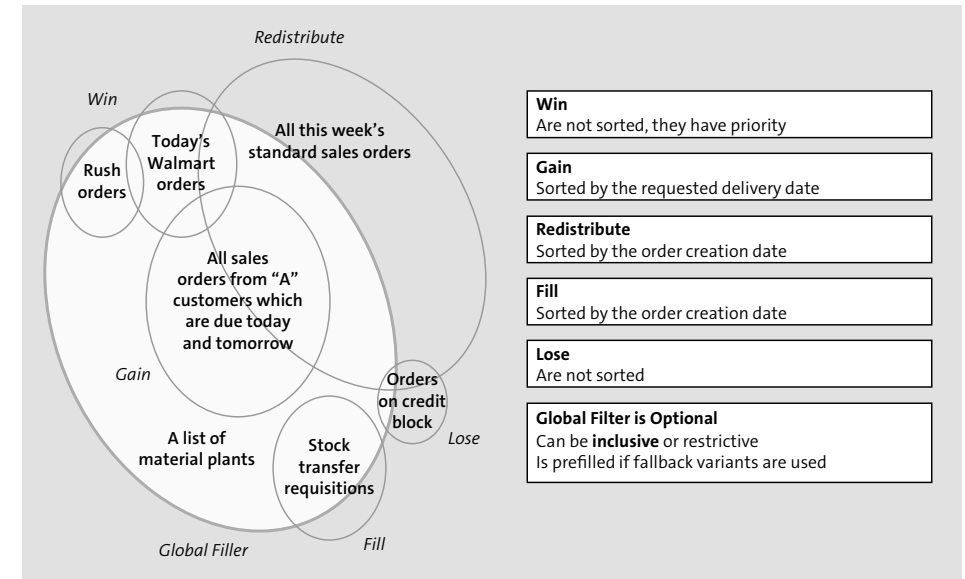 Redistribute
Win
All this week's
standard sales orders
Today's
Walmart
orders
Rush
orders
All sales
orders from “A”
customers which
are due today
and tomorrow
Gain
Orders
on credit
block
Lose
A list of
material plants
Stock
transfer
requisitions
Global Filler
Fill
Win
Are not sorted, they have priority
Gain
Sorted by the requested delivery date
Redistribute
Sorted by the order creation date
Fill
Sorted by the order creation date
Lose
Are not sorted
Global Filter is Optional
Can be inclusive or restrictive
Is prefilled if fallback variants are used